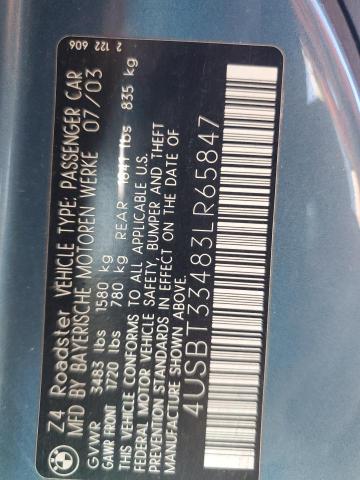 Z4 Roadster VEHICLE TYPE: PASSENGER CAR
MFD BY BAYERISCHE MOTOREN WERKE 07/03
GVWR 3483 lbs 1580 kg
GAWR FRONT 1720 lbs 780 kg REAR 1841 lbs 835 kg
THIS VEHICLE CONFORMS TO ALL APPLICABLE U.S.
FEDERAL MOTOR VEHICLE SAFETY, BUMPER AND THEFT
PREVENTION STANDARDS IN EFFECT ON THE DATE OF
MANUFACTURE SHOWN ABOVE.
4USBT33483LR65847
2 122 606